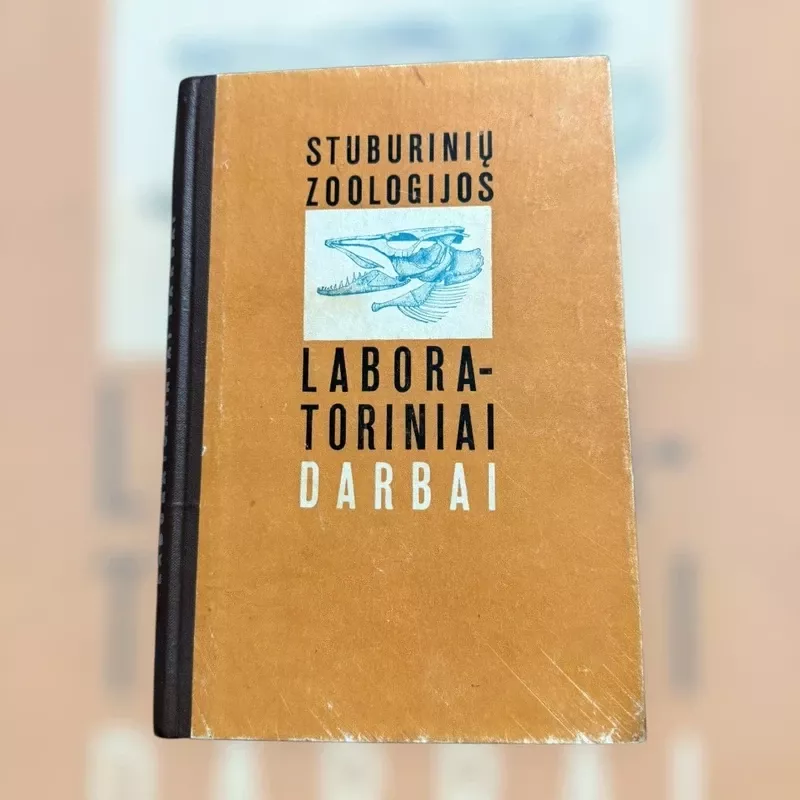 STUBURINIŲ
ZOOLOGIJOS
LABORA-
TORINIAI
DARBAI